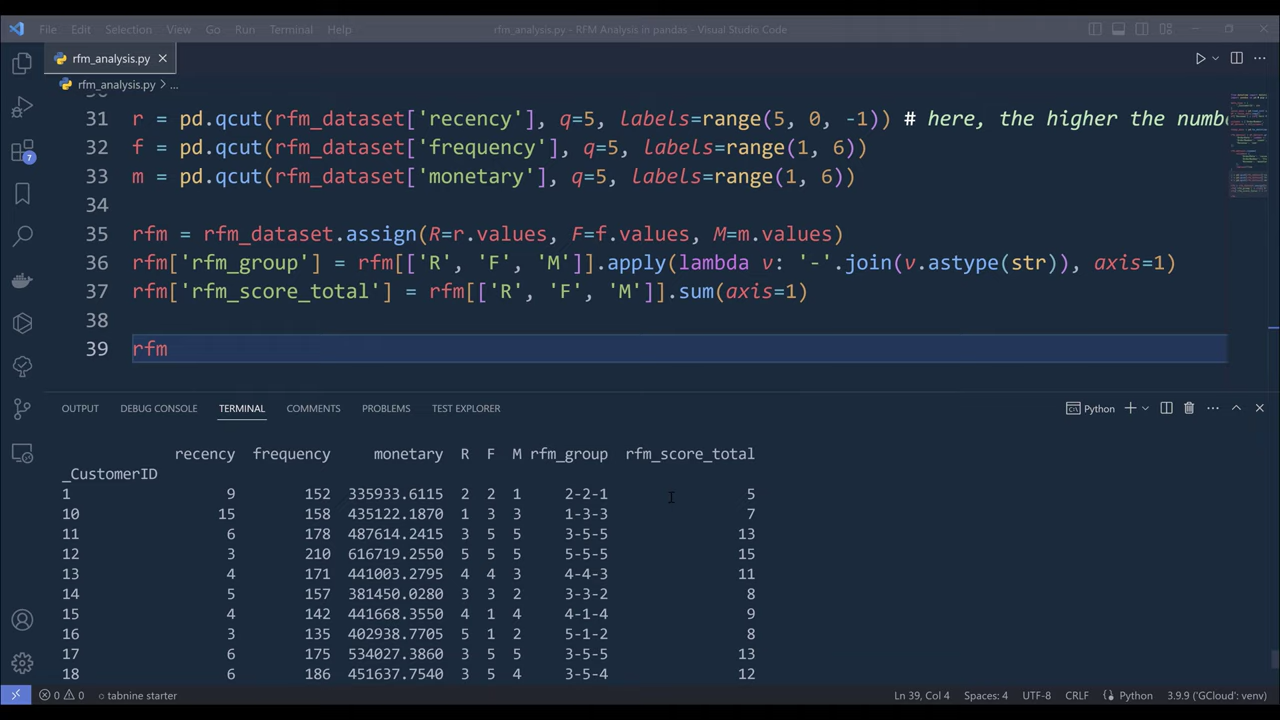 File Edit Selection View Go Run Terminal Help rfm_analysis.py - RFM Analysis in pandas - Visual Studio Code
rfm_analysis.py
rfm_analysis.py > ...
31 r = pd.qcut(rfm_dataset['recency'], q=5, labels=range(5, 0, -1)) # here, the higher the numbe
32 f = pd.qcut(rfm_dataset['frequency'], q=5, labels=range(1, 6))
33 m = pd.qcut(rfm_dataset['monetary'], q=5, labels=range(1, 6))
34
35 rfm = rfm_dataset.assign(R=r.values, F=f.values, M=m.values)
36 rfm['rfm_group'] = rfm[['R', 'F', 'M']].apply(lambda v: '-'.join(v.astype(str)), axis=1)
37 rfm['rfm_score_total'] = rfm[['R', 'F', 'M']].sum(axis=1)
38
39 rfm
OUTPUT DEBUG CONSOLE TERMINAL COMMENTS PROBLEMS TEST EXPLORER Python
recency frequency monetary R F M rfm_group rfm_score_total
_CustomerID
1 9 152 335933.6115 2 2 1 2-2-1 5
10 15 158 435122.1870 1 3 3 1-3-3 7
11 6 178 487614.2415 3 5 5 3-5-5 13
12 3 210 616719.2550 5 5 5 5-5-5 15
13 4 171 441003.2795 4 4 3 4-4-3 11
14 5 157 381450.0280 3 3 2 3-3-2 8
15 4 142 441668.3550 4 1 4 4-1-4 9
16 3 135 402938.7705 5 1 2 5-1-2 8
17 6 175 534027.3860 3 5 5 3-5-5 13
18 6 186 451637.7540 3 5 4 3-5-4 12
7
0 0 tabnine starter Ln 39, Col 4 Spaces: 4 UTF-8 CRLF Python 3.9.9 ('GCloud': venv)